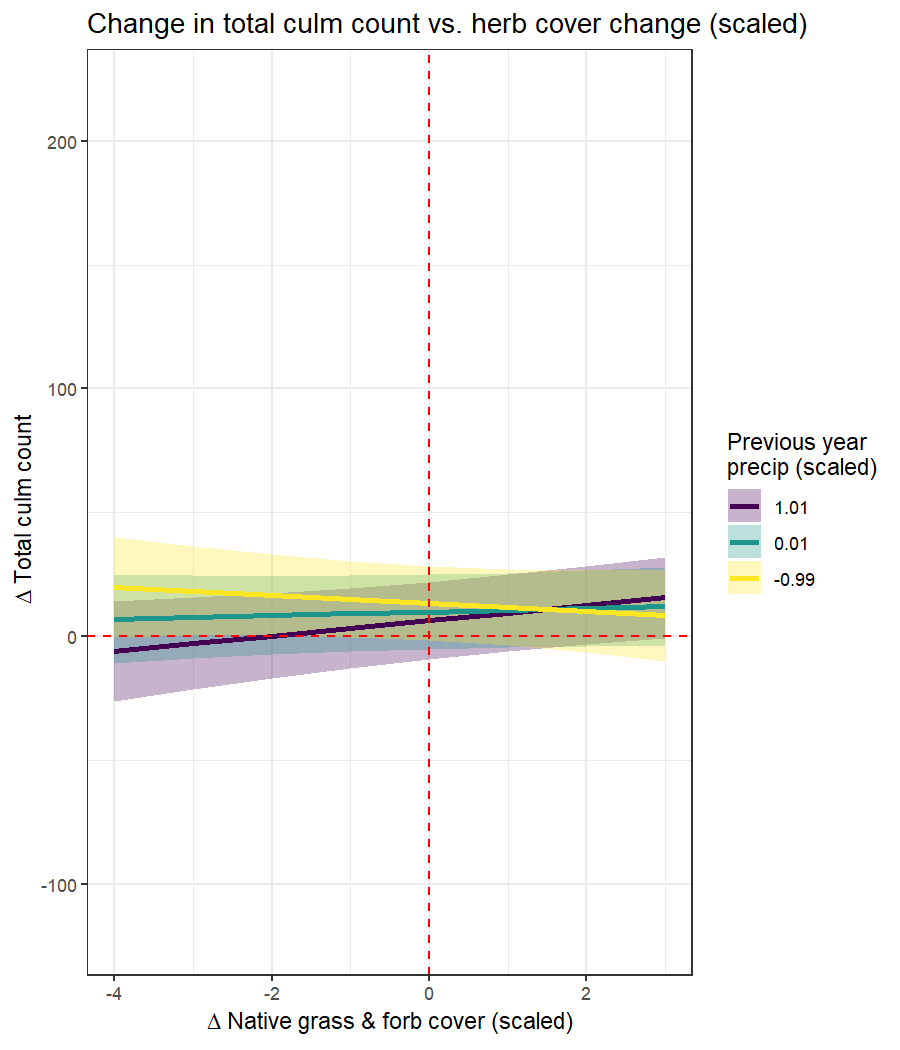 Change in total culm count vs. herb cover change (scaled)
Δ Total culm count
200
100
0
-100
-4
-2
0
2
Δ Native grass & forb cover (scaled)
Previous year
precip (scaled)
1.01
0.01
-0.99